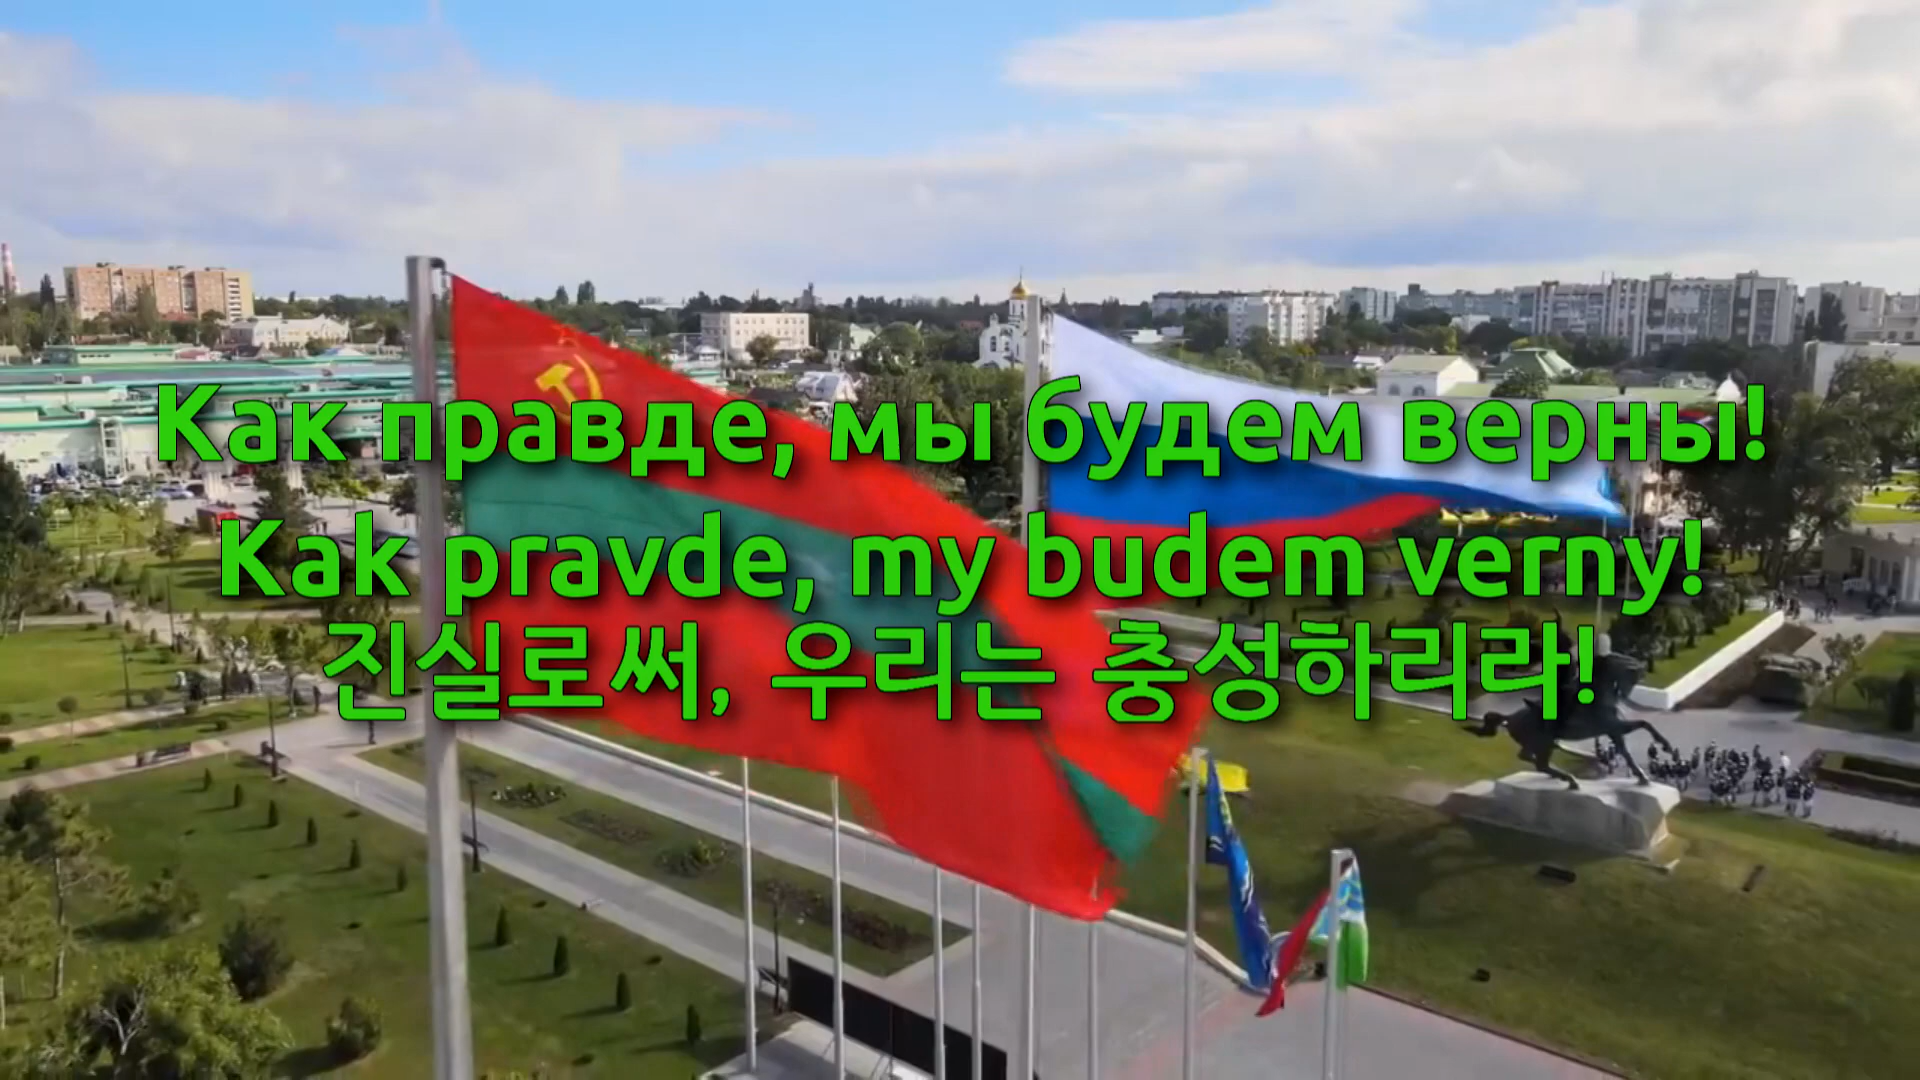 Как правде, мы будем верны!
Kak pravde, my budem verny!
진실로써, 우리는 충성하리라!